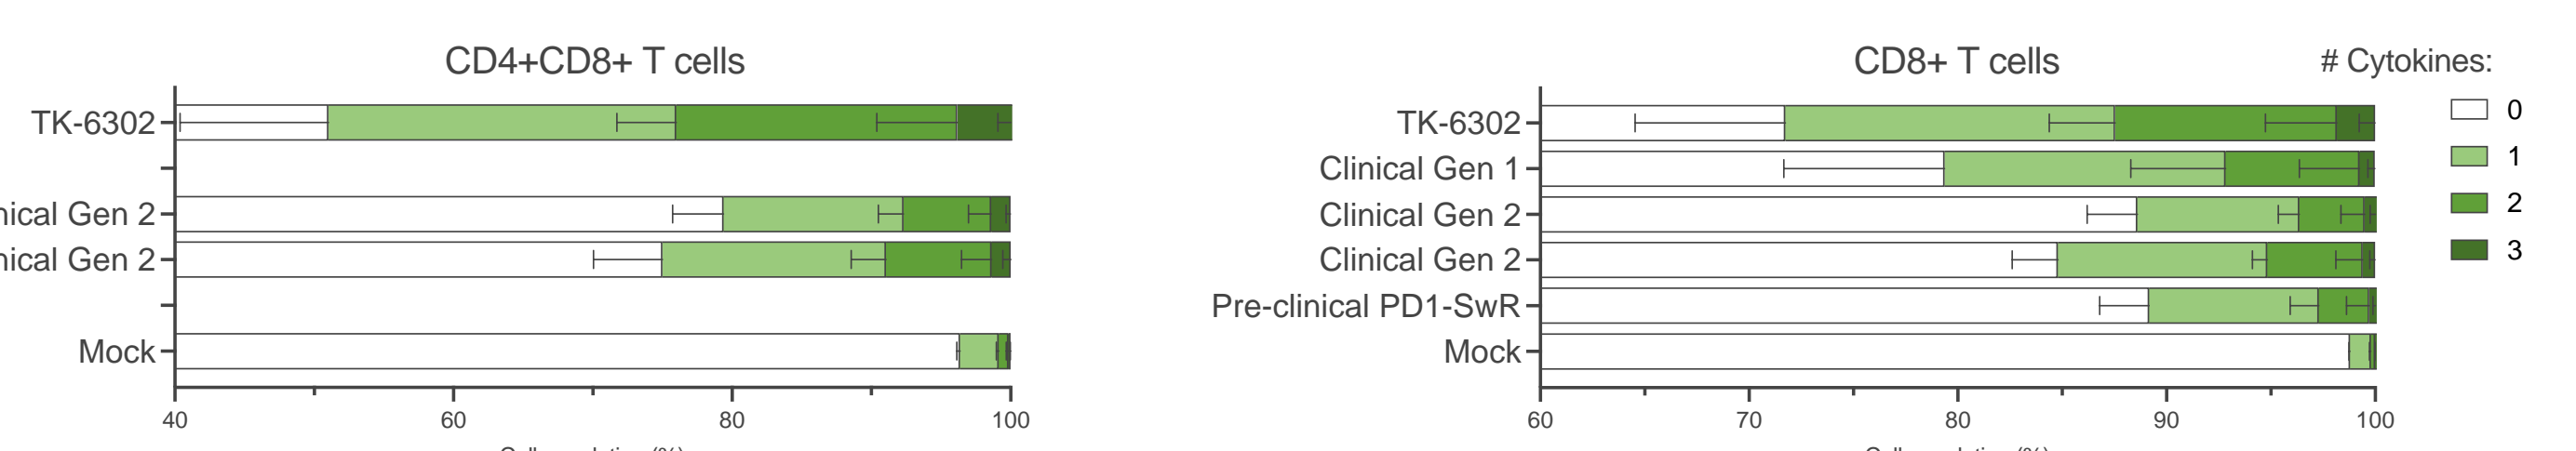 CD4+CD8+ T cells
TK-6302
nical Gen 2
nical Gen 2
Mock
40 60 80 100
CD8+ T cells
# Cytokines:
0
1
2
3
TK-6302
Clinical Gen 1
Clinical Gen 2
Clinical Gen 2
Pre-clinical PD1-SwR
Mock
60 70 80 90 100